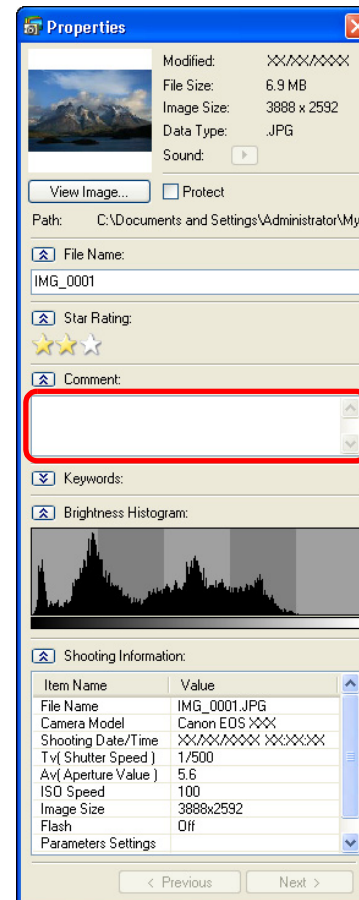 Properties
Modified: XX/XX/XXXX
File Size: 6.9 MB
Image Size: 3888 x 2592
Data Type: .JPG
Sound:
View Image... Protect
Path: C:\Documents and Settings\Administrator\My
File Name:
IMG_0001
Star Rating:
Comment:
Keywords:
Brightness Histogram:
Shooting Information:
Item Name Value
File Name IMG_0001.JPG
Camera Model Canon EOS XXX
Shooting Date/Time XX/XX/XXXX XX:XX:XX
Tv( Shutter Speed ) 1/500
Av( Aperture Value ) 5.6
ISO Speed 100
Image Size 3888x2592
Flash Off
Parameters Settings
< Previous Next >